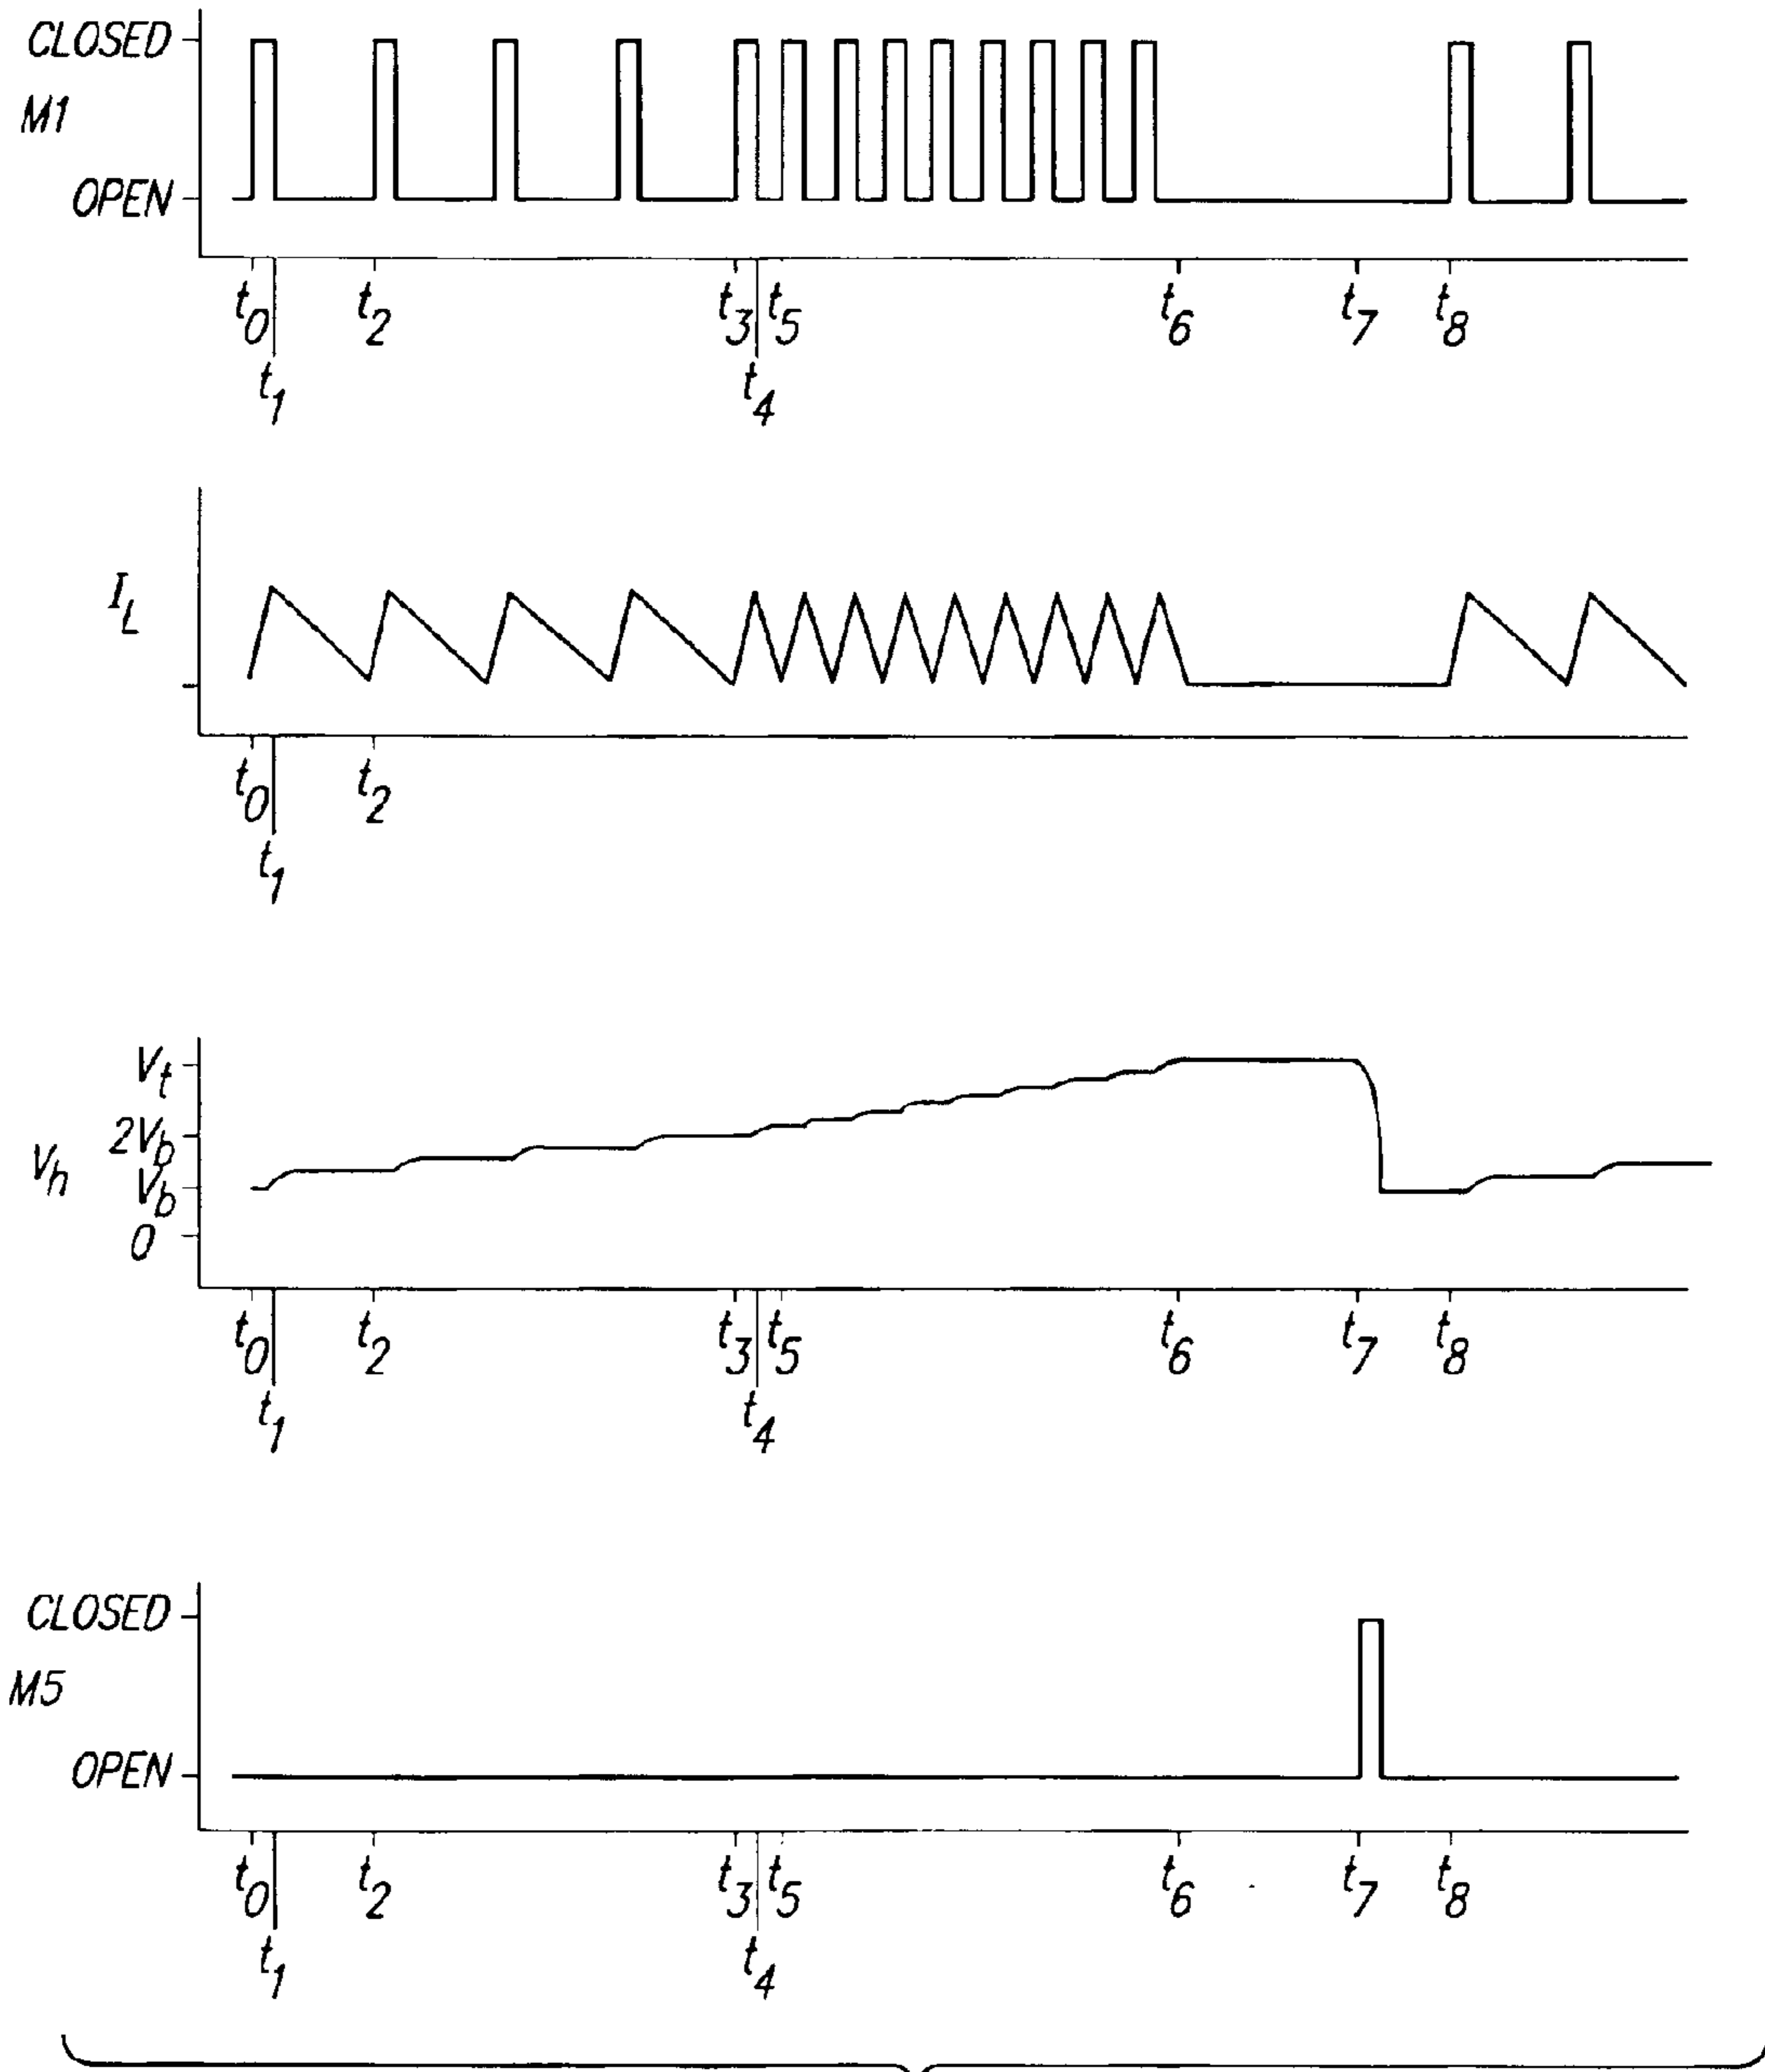 CLOSED
M1
OPEN
t0 t2 t3 t5 t6 t7 t8
t1 t4
IL
t0 t2
t1
Vt
2Vb
Vh
Vb
0
t0 t2 t3 t5 t6 t7 t8
t1 t4
CLOSED
M5
OPEN
t0 t2 t3 t5 t6 t7 t8
t1 t4